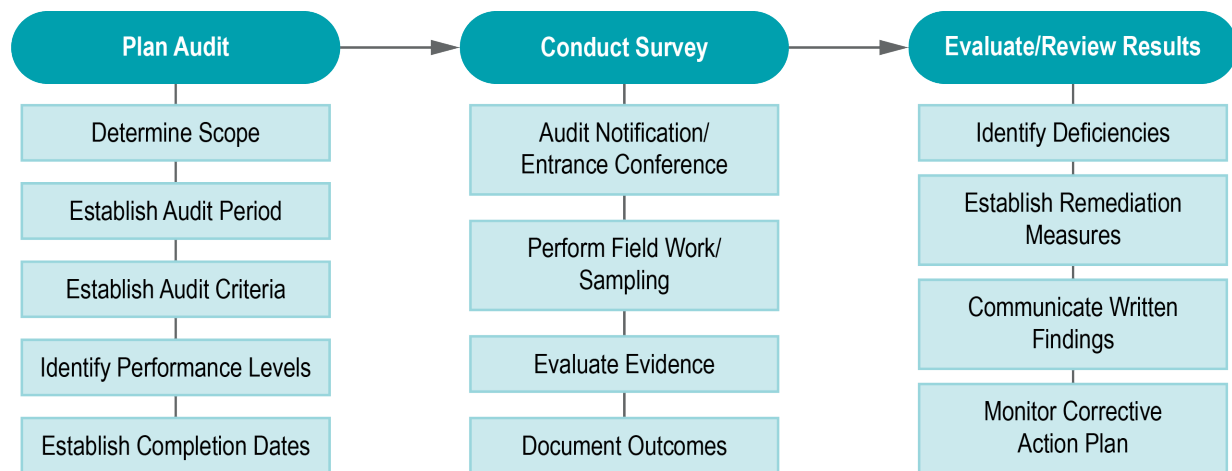 Plan Audit
Determine Scope
Establish Audit Period
Establish Audit Criteria
Identify Performance Levels
Establish Completion Dates
Conduct Survey
Audit Notification/
Entrance Conference
Perform Field Work/
Sampling
Evaluate Evidence
Document Outcomes
Evaluate/Review Results
Identify Deficiencies
Establish Remediation
Measures
Communicate Written
Findings
Monitor Corrective
Action Plan